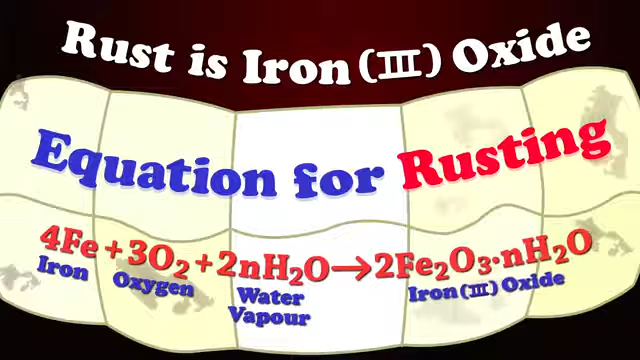 Rust is Iron (III) Oxide
Equation for Rusting
4Fe + 3O₂ + 2nH₂O → 2Fe₂O₃·nH₂O
Iron Oxygen Water Vapour Iron (III) Oxide